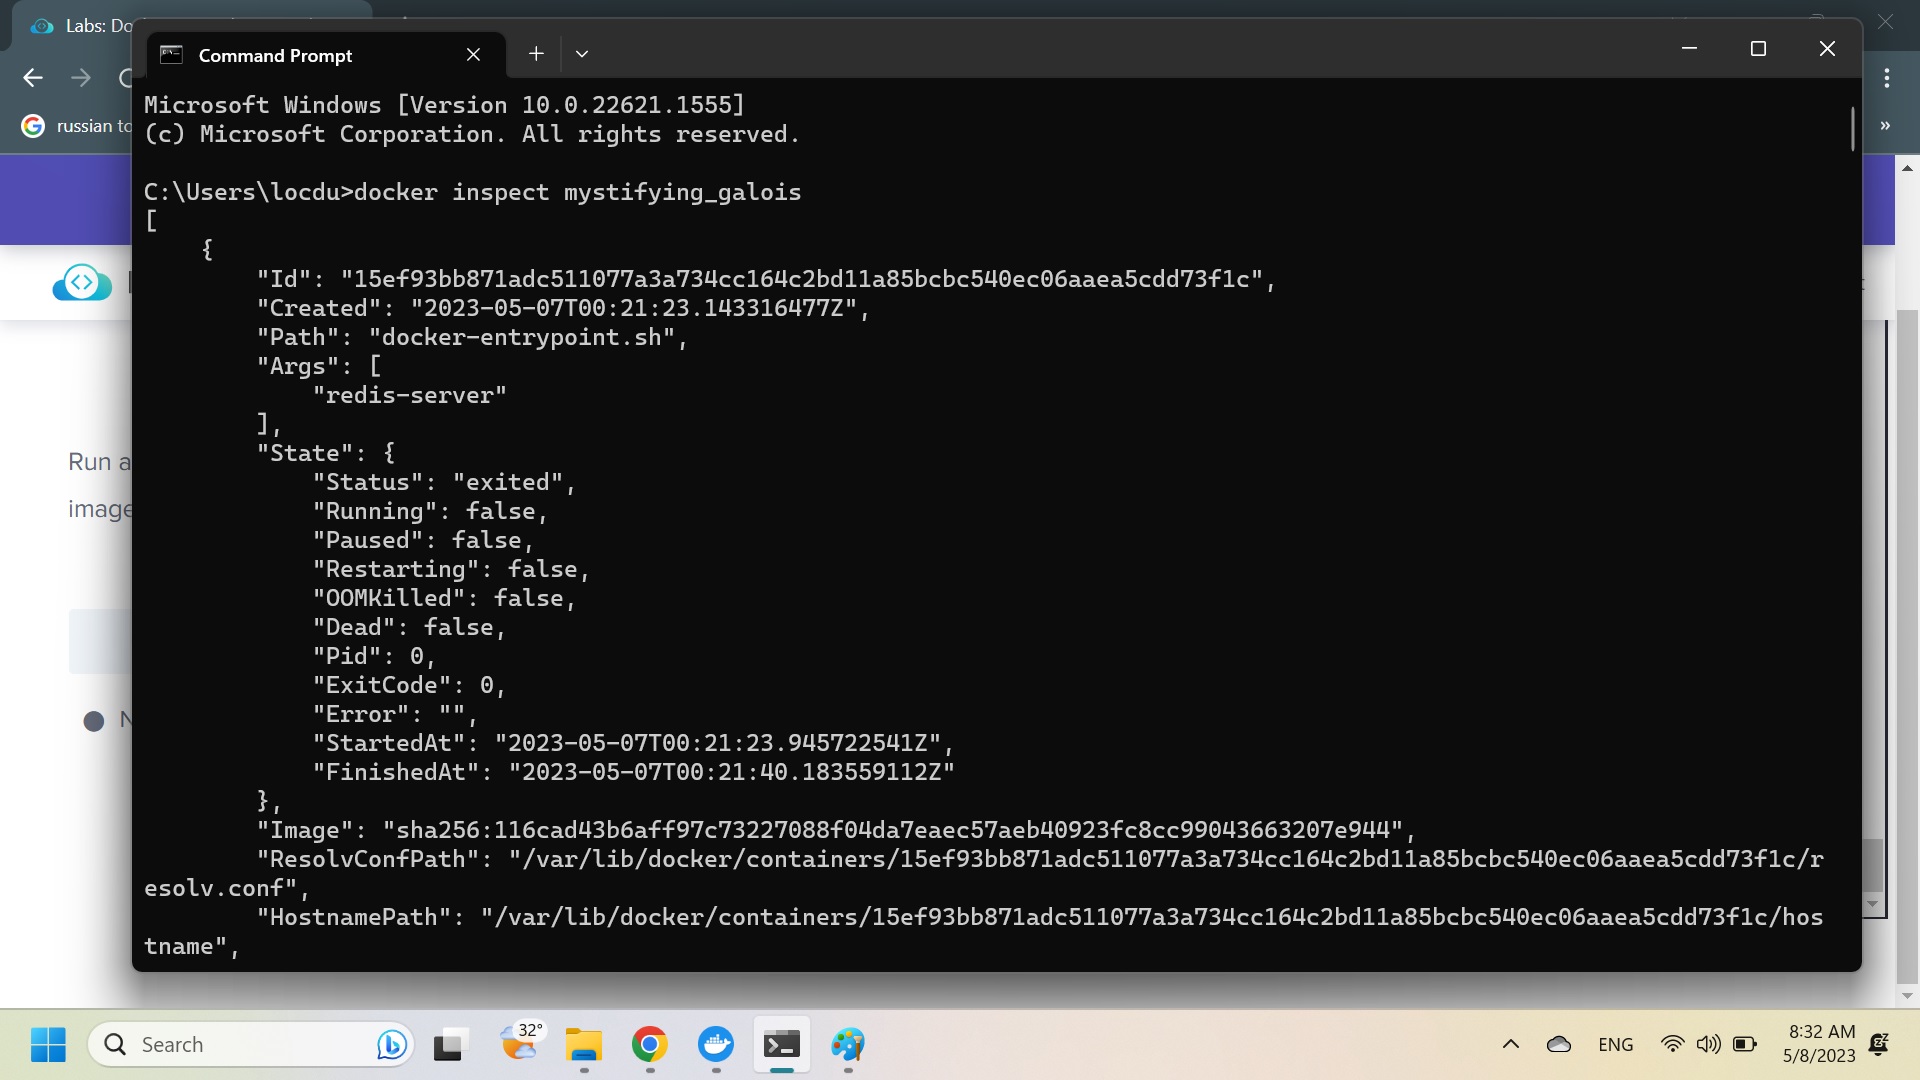 Labs: Do
Command Prompt
russian to
Microsoft Windows [Version 10.0.22621.1555]
(c) Microsoft Corporation. All rights reserved.
C:\Users\locdu>docker inspect mystifying_galois
[
{
"Id": "15ef93bb871adc511077a3a734cc164c2bd11a85bcbc540ec06aaea5cdd73f1c",
"Created": "2023-05-07T00:21:23.143316477Z",
"Path": "docker-entrypoint.sh",
"Args": [
"redis-server"
],
"State": {
"Status": "exited",
"Running": false,
"Paused": false,
"Restarting": false,
"OOMKilled": false,
"Dead": false,
"Pid": 0,
"ExitCode": 0,
"Error": "",
"StartedAt": "2023-05-07T00:21:23.945722541Z",
"FinishedAt": "2023-05-07T00:21:40.183559112Z"
},
"Image": "sha256:116cad43b6aff97c73227088f04da7eaec57aeb40923fc8cc99043663207e944",
"ResolvConfPath": "/var/lib/docker/containers/15ef93bb871adc511077a3a734cc164c2bd11a85bcbc540ec06aaea5cdd73f1c/r
esolv.conf",
"HostnamePath": "/var/lib/docker/containers/15ef93bb871adc511077a3a734cc164c2bd11a85bcbc540ec06aaea5cdd73f1c/hos
tname",
Run a
image
N
Search
32°
ENG
8:32 AM
5/8/2023